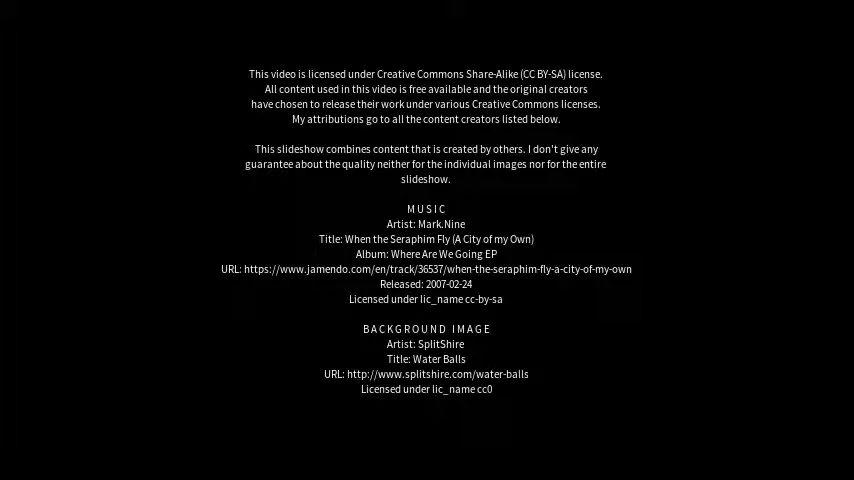 This video is licensed under Creative Commons Share-Alike (CC BY-SA) license.
All content used in this video is free available and the original creators
have chosen to release their work under various Creative Commons licenses.
My attributions go to all the content creators listed below.
This slideshow combines content that is created by others. I don't give any
guarantee about the quality neither for the individual images nor for the entire
slideshow.
MUSIC
Artist: Mark.Nine
Title: When the Seraphim Fly (A City of my Own)
Album: Where Are We Going EP
URL: https://www.jamendo.com/en/track/36537/when-the-seraphim-fly-a-city-of-my-own
Released: 2007-02-24
Licensed under lic_name cc-by-sa
BACKGROUND IMAGE
Artist: SplitShire
Title: Water Balls
URL: http://www.splitshire.com/water-balls
Licensed under lic_name cc0